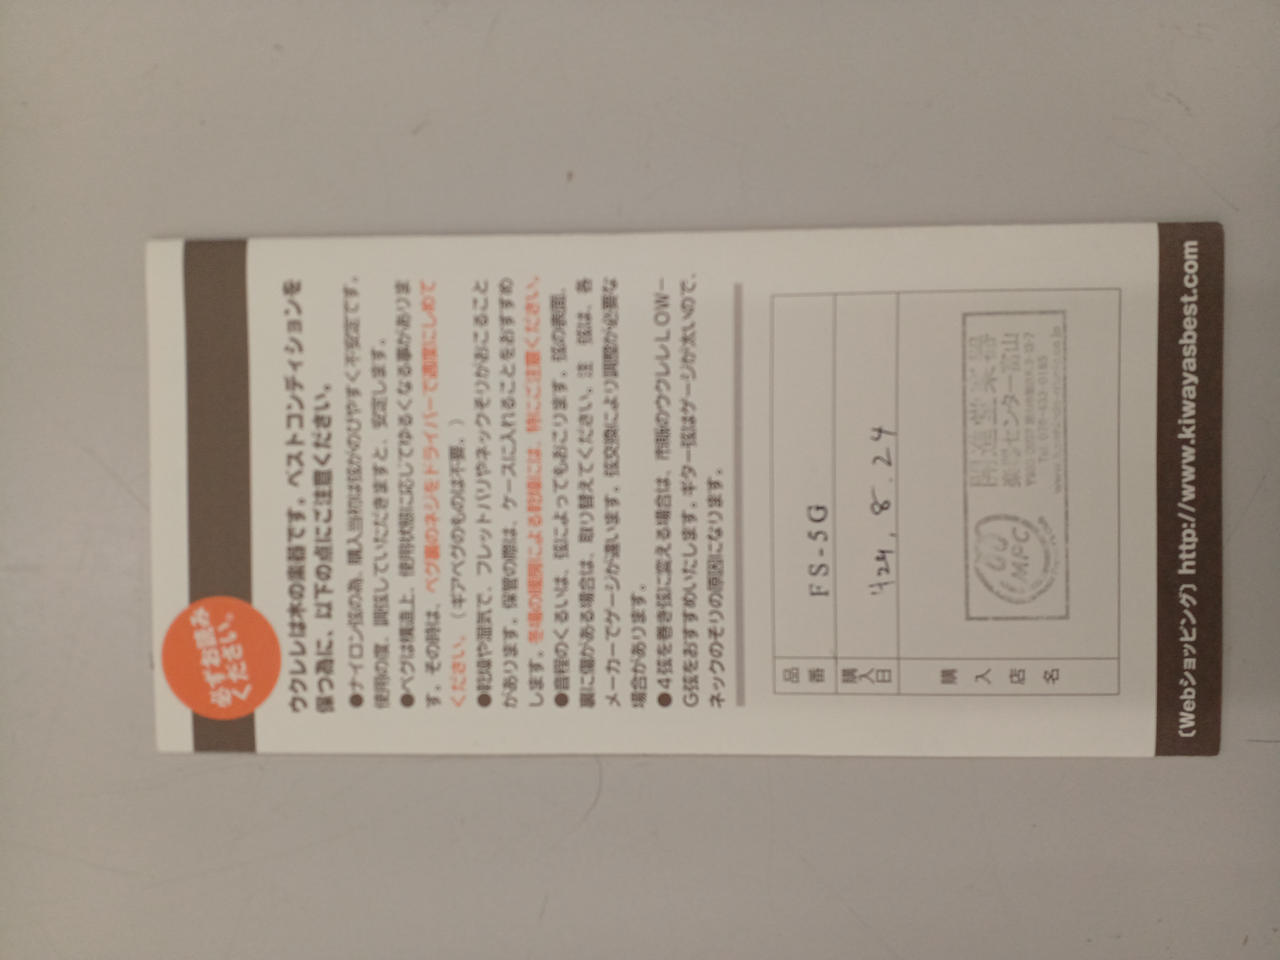 必ずお読み
ください。
ウクレレは木の楽器です。ベストコンディションを
保つ為に、以下の点にご注意ください。
●ナイロン弦の為、購入当初は弦がのびやすく不安定です。
使用の度、調弦していただきますと、安定します。
●ペグは構造上、使用状態に応じてゆるくなる事がありま
す。その時は、ペグ裏のネジをドライバーで適度にしめて
ください。（ギアペグのものは不要。）
●乾燥や湿気で、フレットバリやネックそりがおこること
があります。保管の際は、ケースに入れることをおすすめ
します。冬場の暖房による乾燥には、特にご注意ください。
●音程のくるいは、弦によってもおこります。弦の表面、
裏に傷がある場合は、取り替えてください。注 弦は、各
メーカーでゲージが違います。弦交換により調整が必要な
場合があります。
●4弦を巻き弦に変える場合は、市販のウクレレLOW-
G弦をおすすめいたします。ギター弦はゲージが太いので、
ネックのそりの原因になります。
品番 FS-5G
購入日 '24.8.24
購入店名
開進堂楽器
楽器センター富山
MPC
(Webショッピング) http://www.kiwayasbest.com